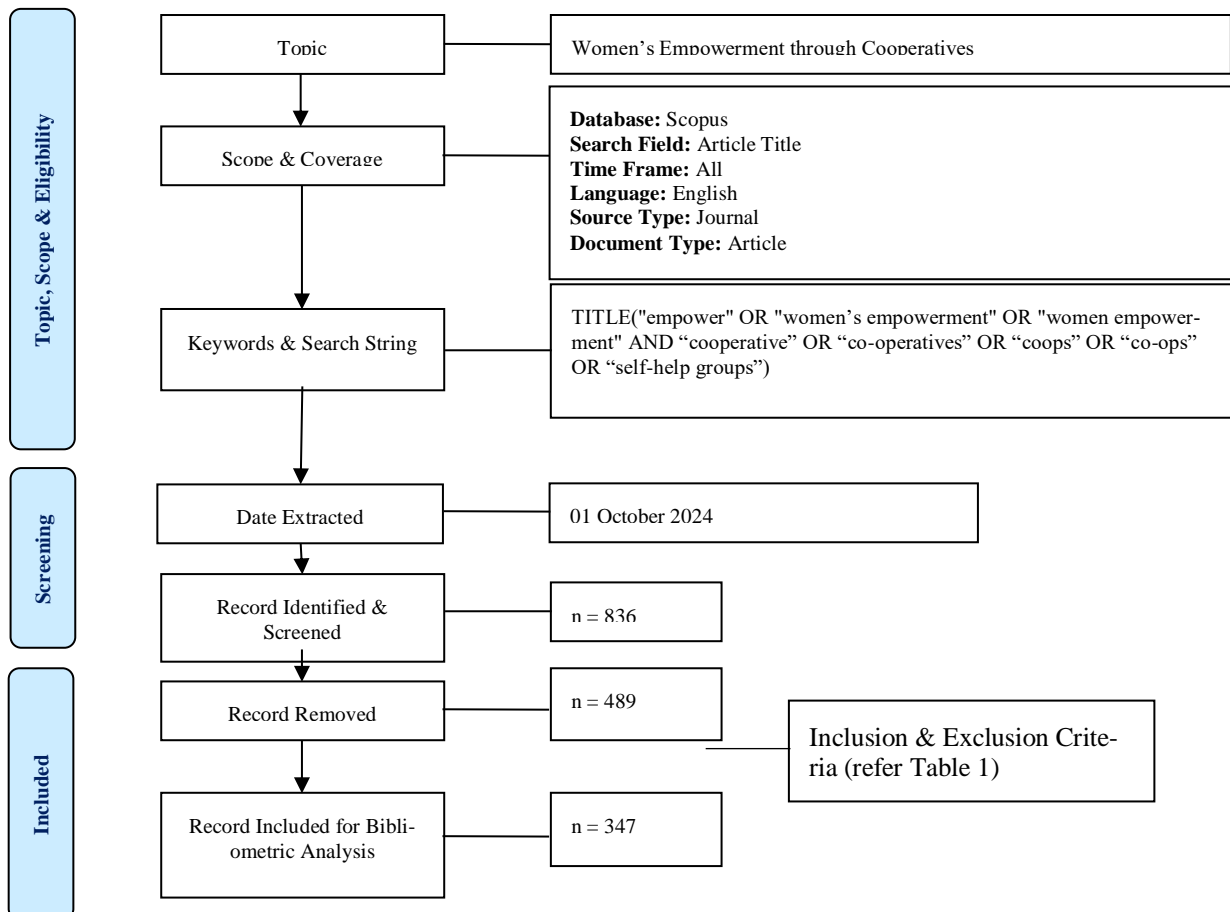 Topic, Scope & Eligibility
Topic
Women's Empowerment through Cooperatives
Scope & Coverage
Database: Scopus
Search Field: Article Title
Time Frame: All
Language: English
Source Type: Journal
Document Type: Article
Keywords & Search String
TITLE("empower" OR "women’s empowerment" OR "women empower-
ment" AND “cooperative” OR “co-operatives” OR “coops” OR “co-ops”
OR “self-help groups”)
Screening
Date Extracted
01 October 2024
Record Identified &
Screened
n = 836
Included
Record Removed
n = 489
Inclusion & Exclusion Crite-
ria (refer Table 1)
Record Included for Bibli-
ometric Analysis
n = 347